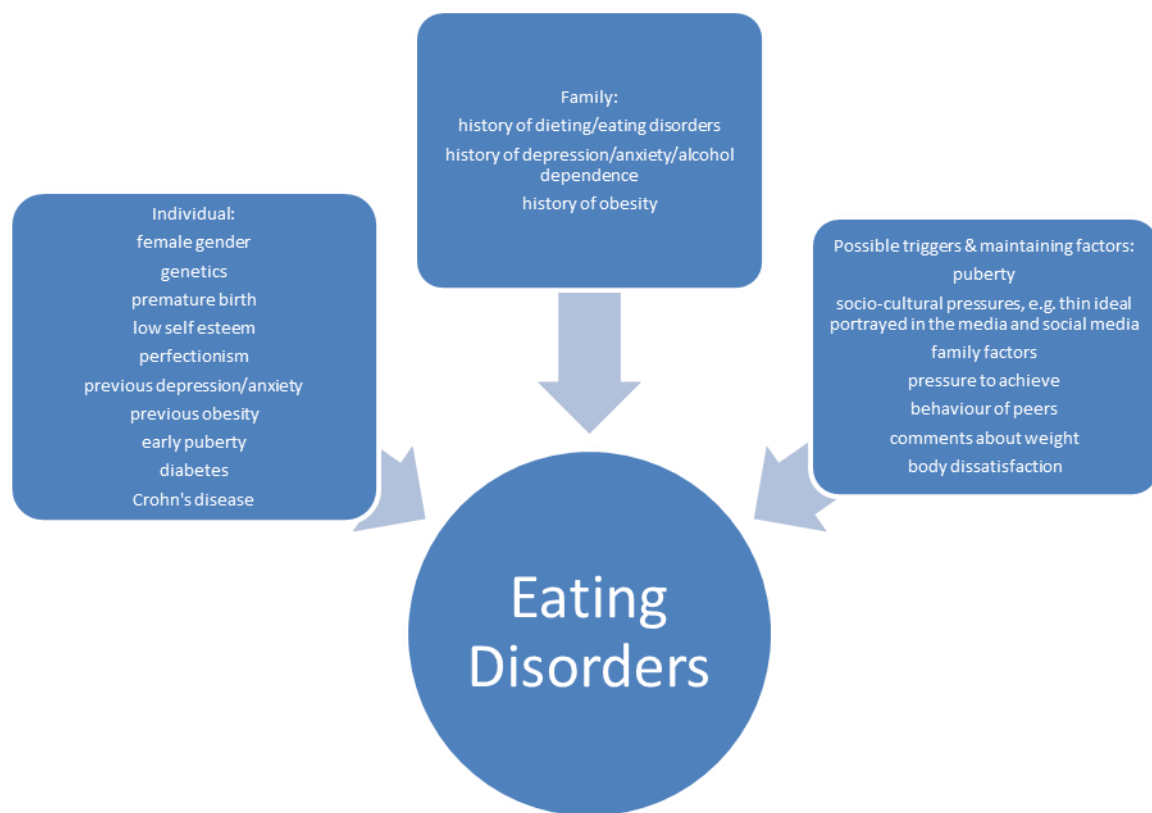 Family:
history of dieting/eating disorders
history of depression/anxiety/alcohol
dependence
history of obesity
Individual:
female gender
genetics
premature birth
low self esteem
perfectionism
previous depression/anxiety
previous obesity
early puberty
diabetes
Crohn's disease
Possible triggers & maintaining factors:
puberty
socio-cultural pressures, e.g. thin ideal
portrayed in the media and social media
family factors
pressure to achieve
behaviour of peers
comments about weight
body dissatisfaction
Eating
Disorders